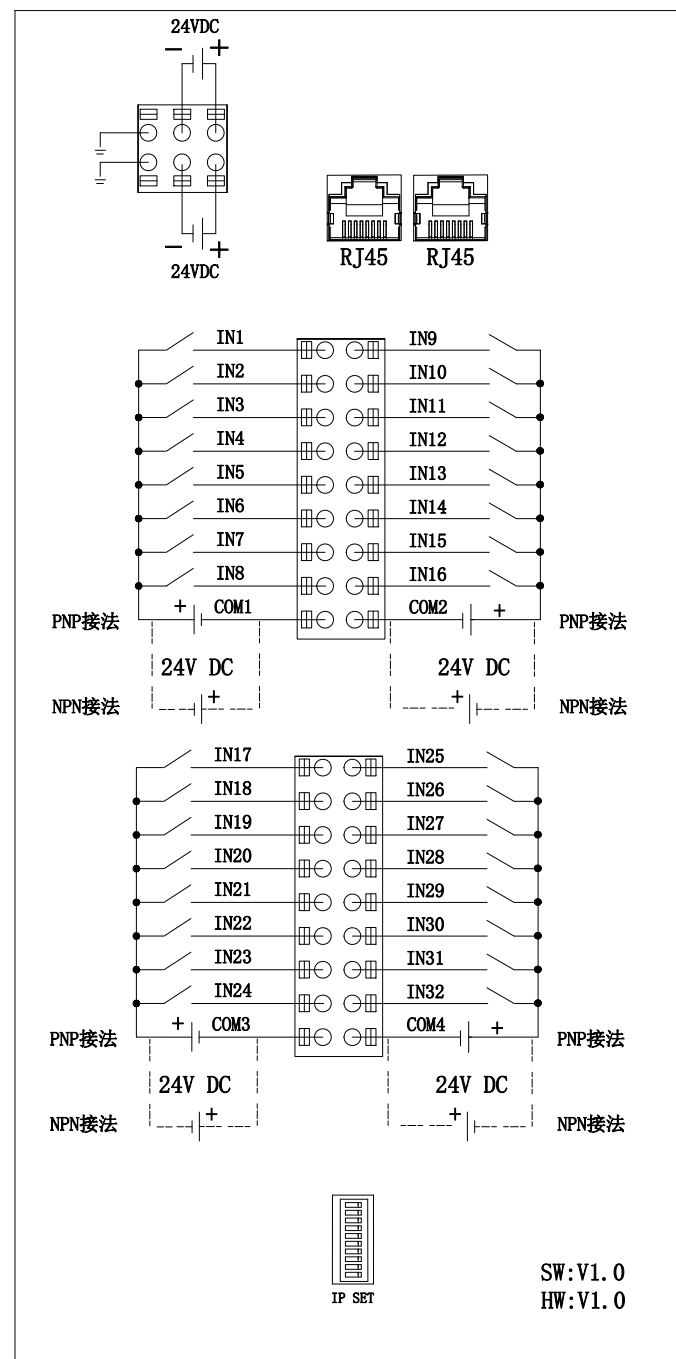 24VDC
− +
− +
24VDC
RJ45 RJ45
IN1 IN9
IN2 IN10
IN3 IN11
IN4 IN12
IN5 IN13
IN6 IN14
IN7 IN15
IN8 IN16
PNP接法 + COM1 COM2 + PNP接法
24V DC 24V DC
NPN接法 + + NPN接法
IN17 IN25
IN18 IN26
IN19 IN27
IN20 IN28
IN21 IN29
IN22 IN30
IN23 IN31
IN24 IN32
PNP接法 + COM3 COM4 + PNP接法
24V DC 24V DC
NPN接法 + + NPN接法
IP SET
SW:V1.0
HW:V1.0